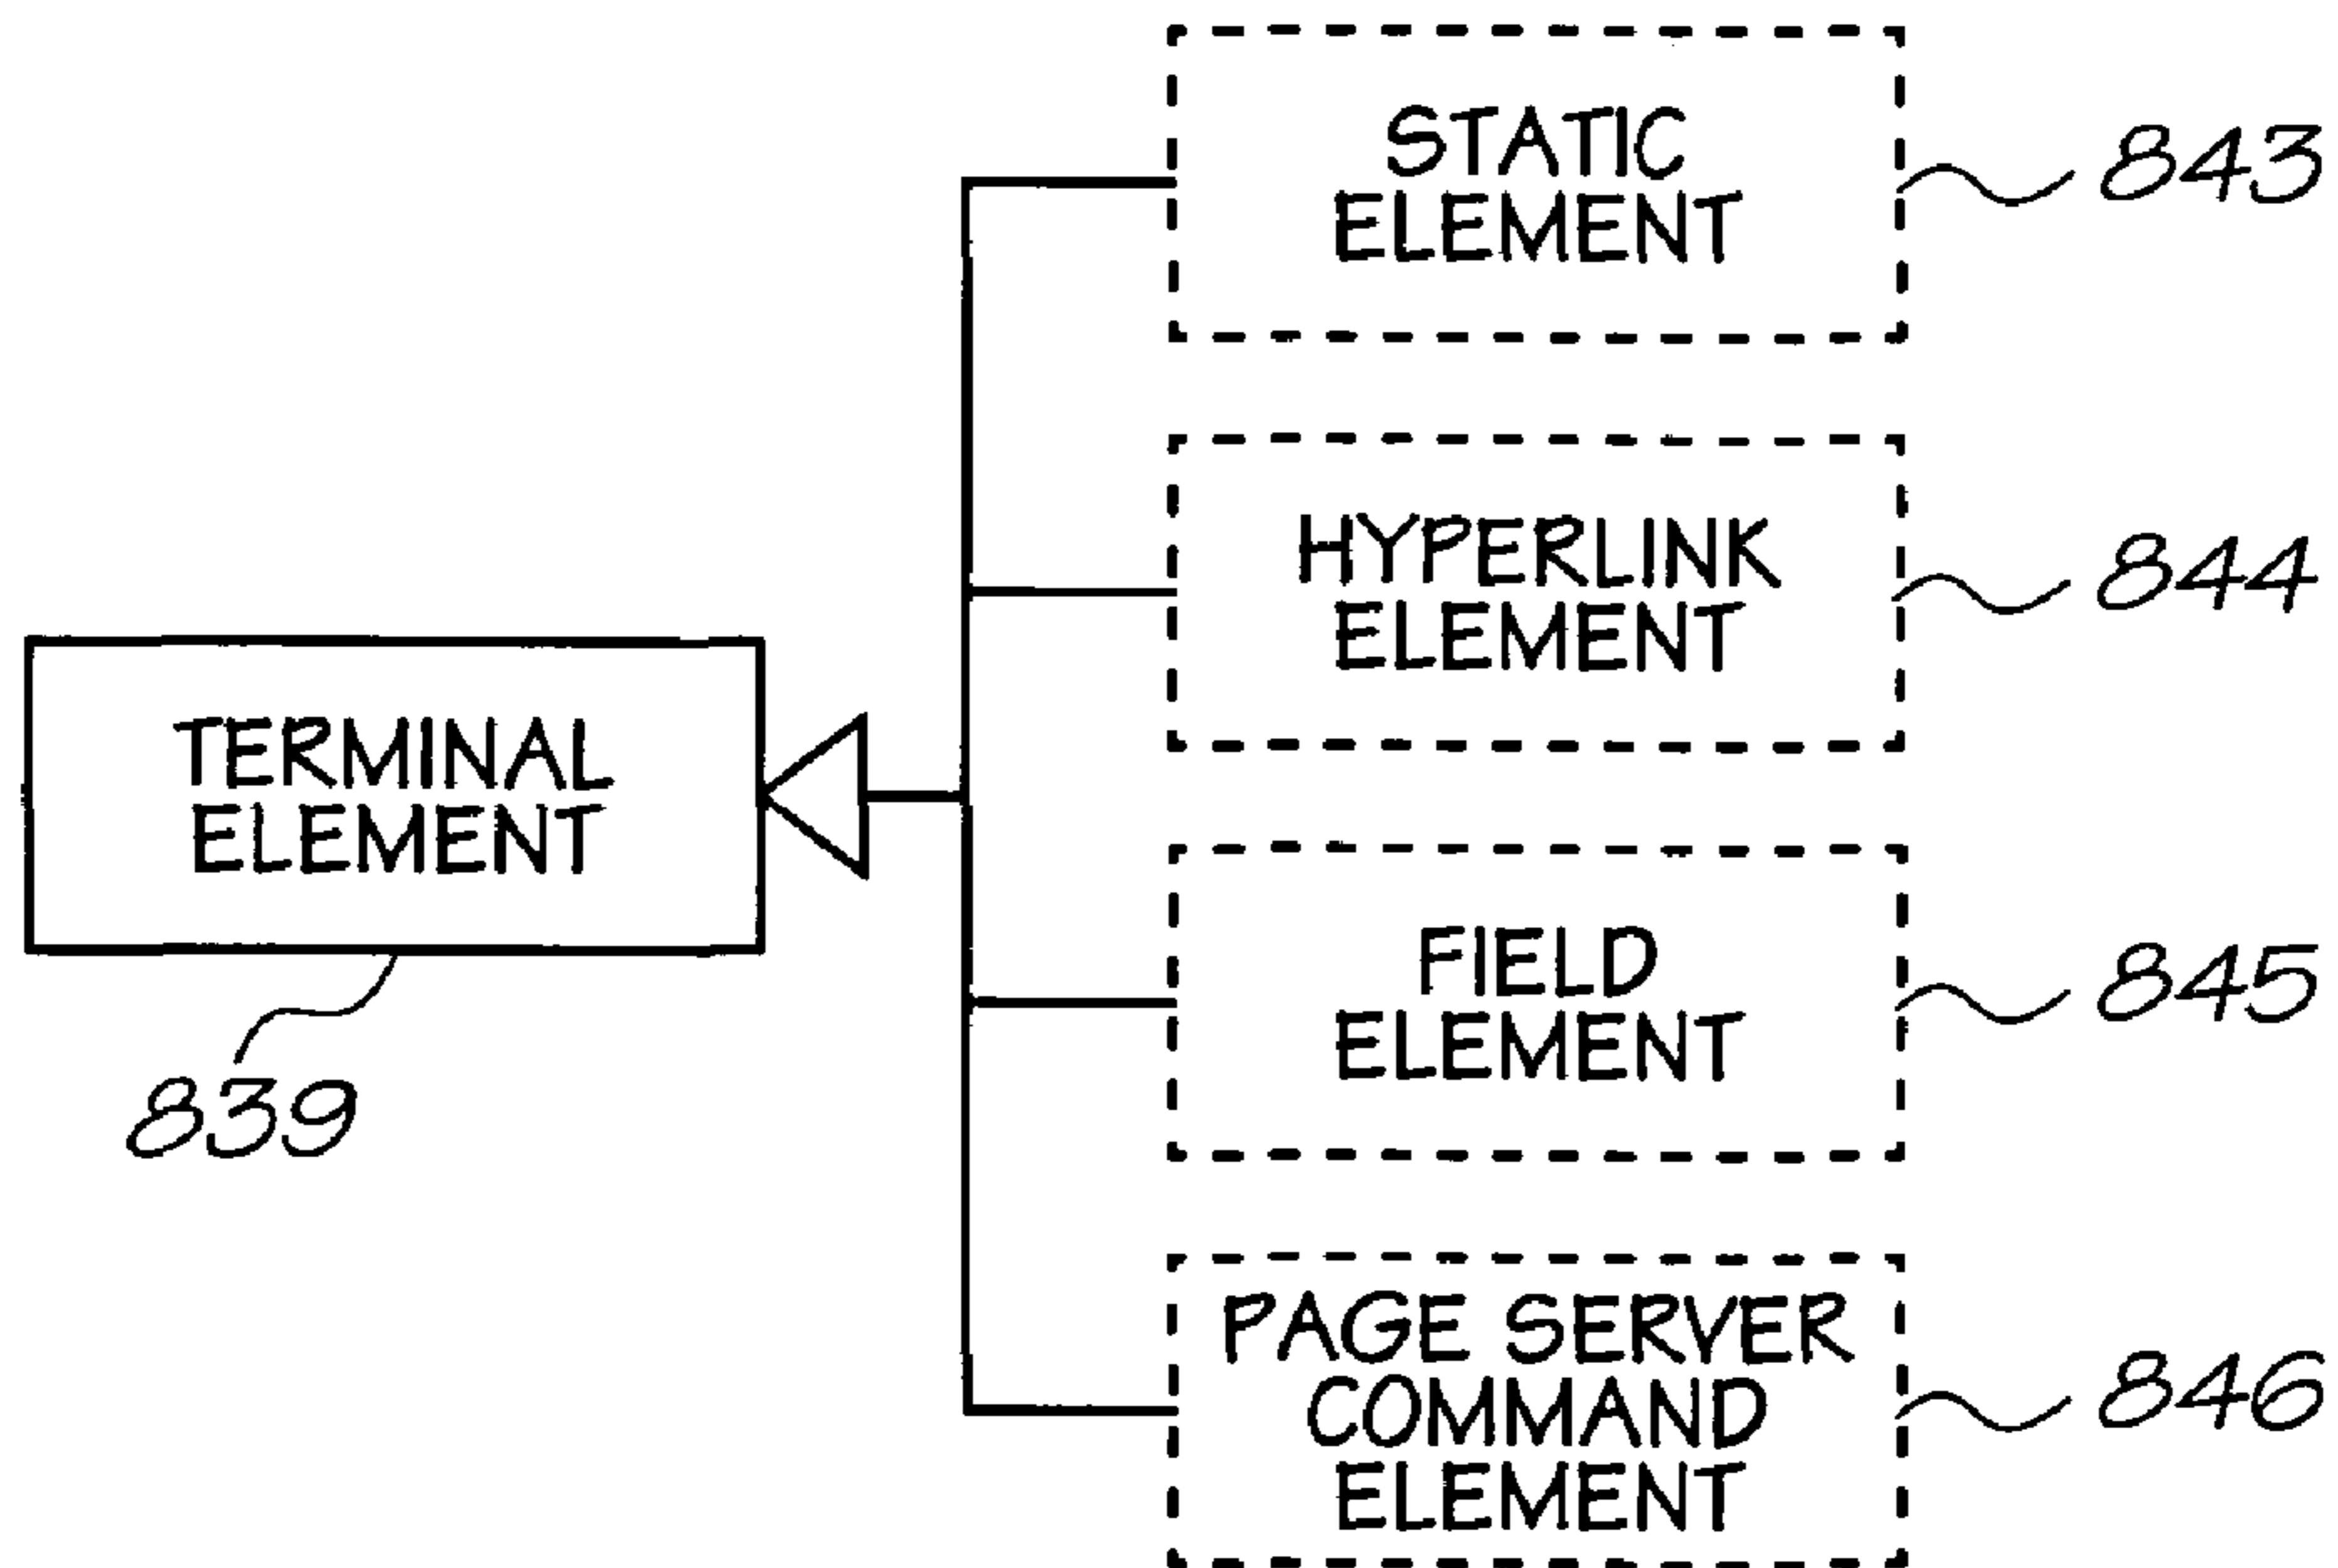 STATIC
ELEMENT
843
HYPERLINK
ELEMENT
844
TERMINAL
ELEMENT
839
FIELD
ELEMENT
845
PAGE SERVER
COMMAND
ELEMENT
846